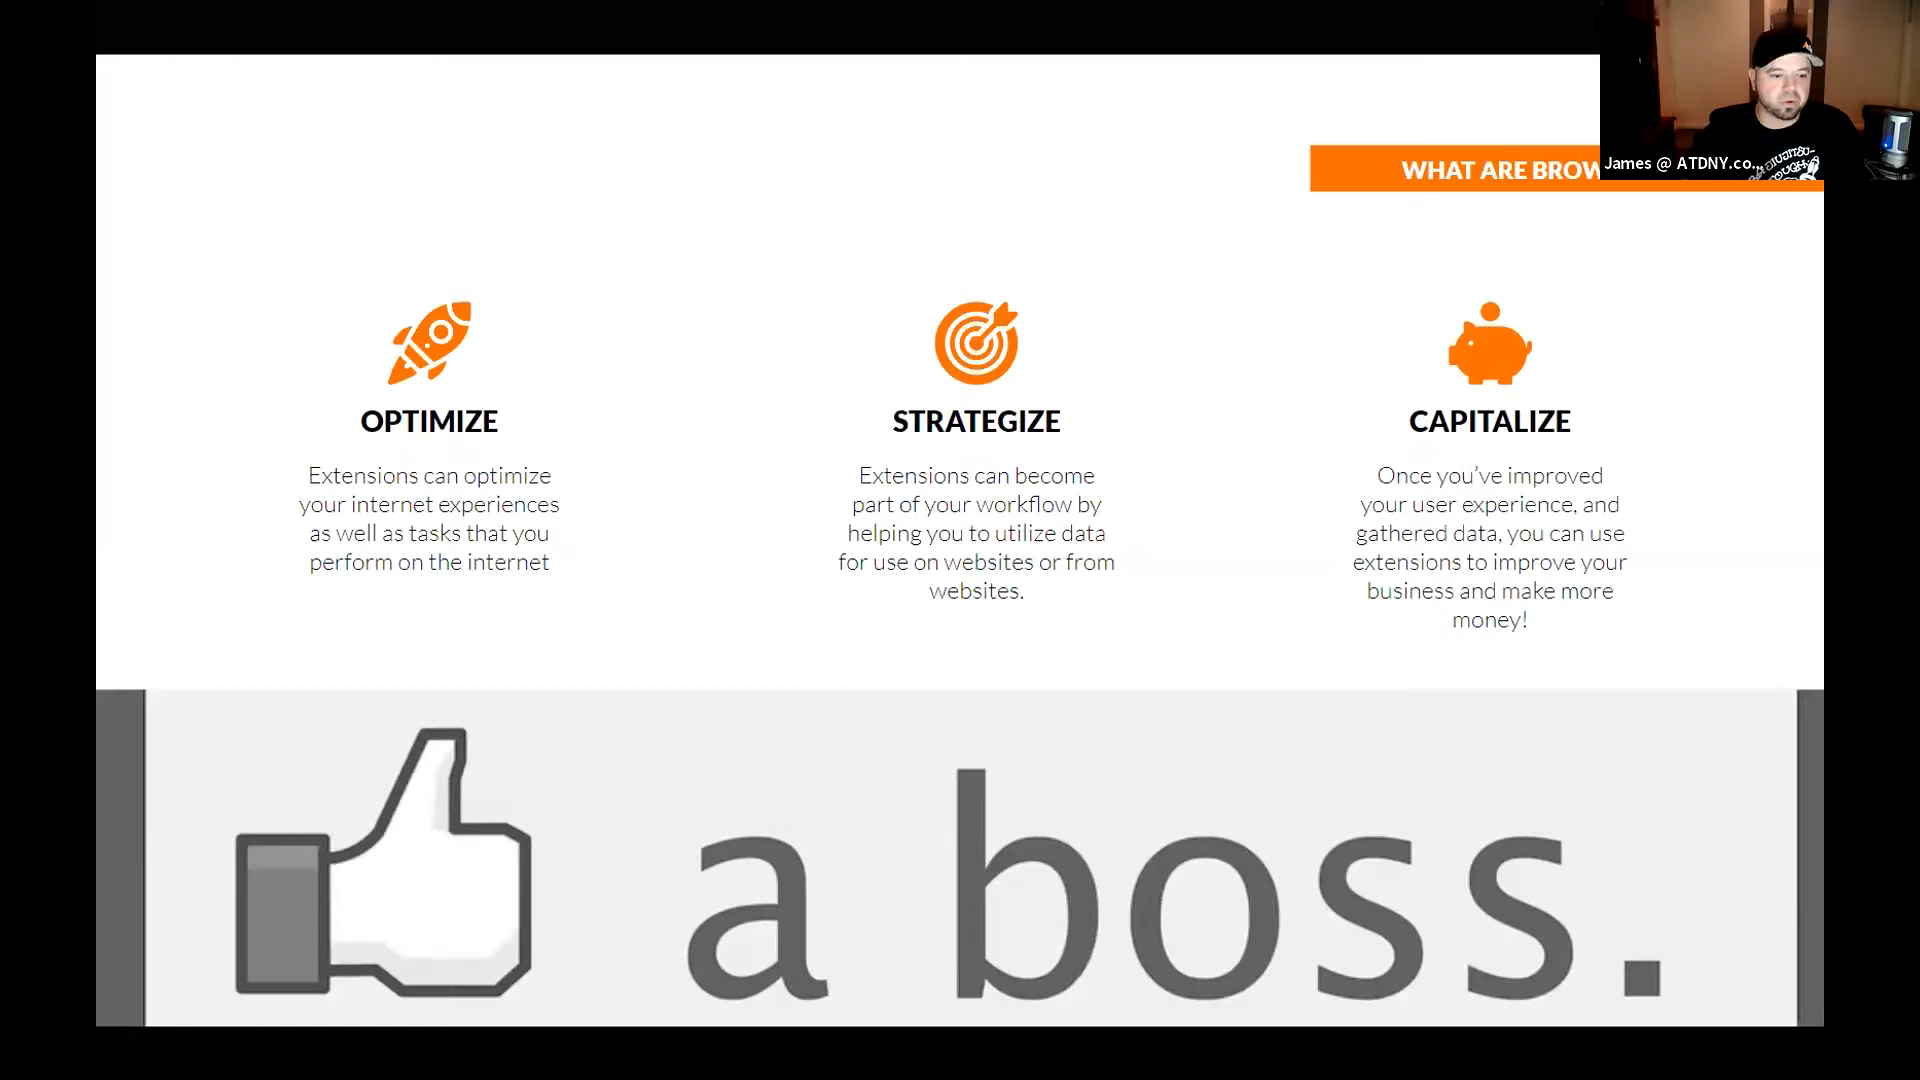 WHAT ARE BROW
James @ ATDNY.co...
OPTIMIZE
Extensions can optimize
your internet experiences
as well as tasks that you
perform on the internet
STRATEGIZE
Extensions can become
part of your workflow by
helping you to utilize data
for use on websites or from
websites.
CAPITALIZE
Once you’ve improved
your user experience, and
gathered data, you can use
extensions to improve your
business and make more
money!
a boss.